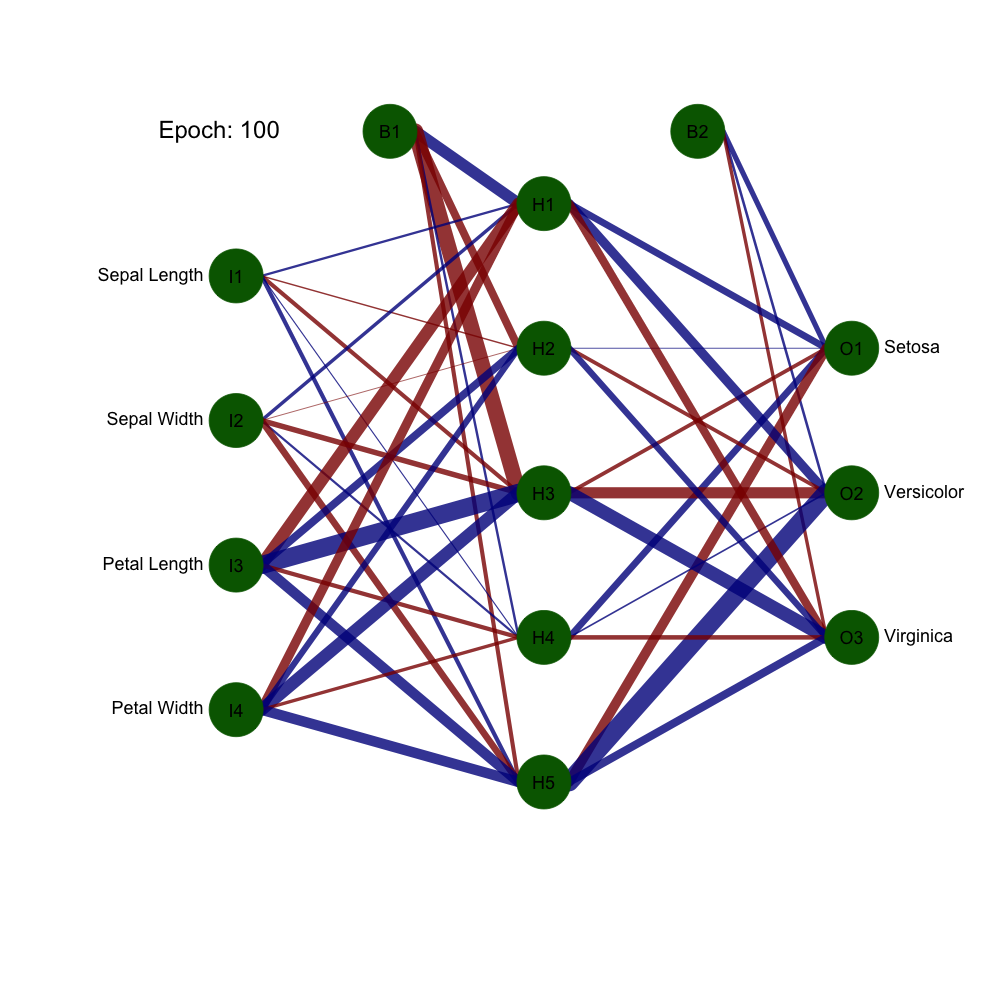 Epoch: 100
B1
B2
H1
Sepal Length
I1
H2
O1
Setosa
Sepal Width
I2
H3
O2
Versicolor
Petal Length
I3
H4
O3
Virginica
Petal Width
I4
H5